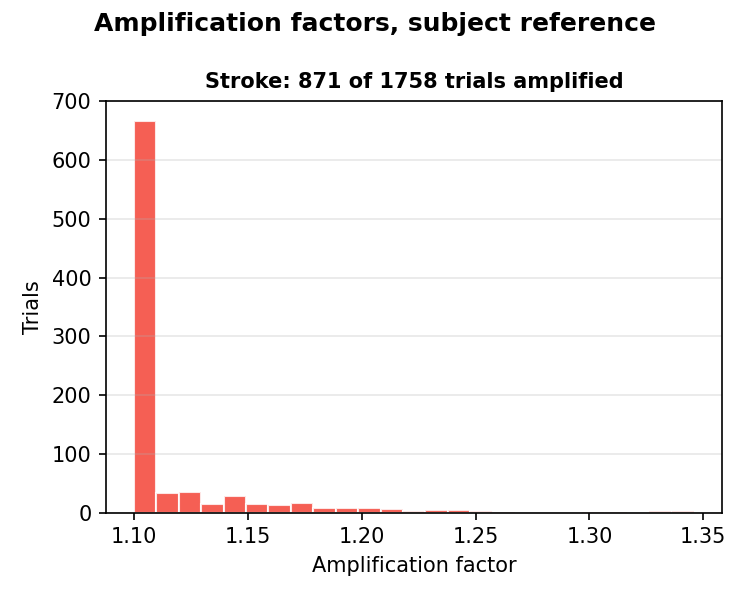 Amplification factors, subject reference
Stroke: 871 of 1758 trials amplified
700
600
500
400
300
200
100
0
Trials
1.10 1.15 1.20 1.25 1.30 1.35
Amplification factor